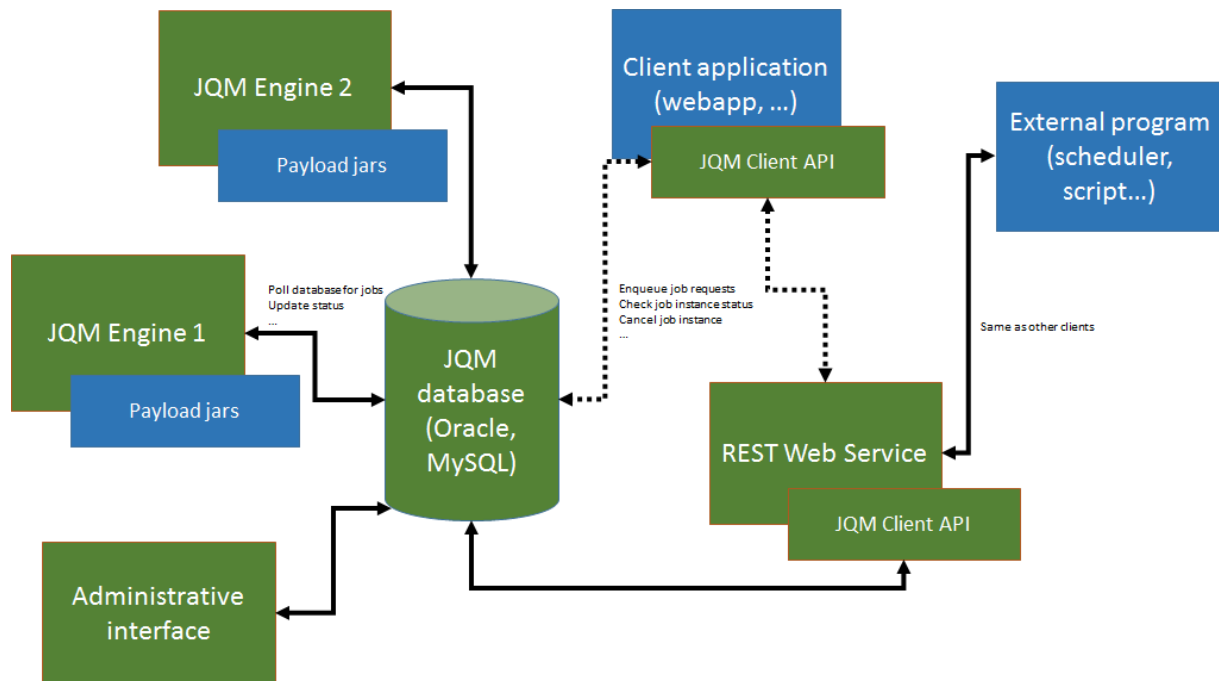 JQM Engine 2
Payload jars
Client application
(webapp, ...)
JQM Client API
External program
(scheduler,
script...)
JQM Engine 1
Payload jars
Poll database for jobs
Update status
...
JQM
database
(Oracle,
MySQL)
Enqueue job requests
Check job instance status
Cancel job instance
...
Same as other clients
REST Web Service
JQM Client API
Administrative
interface